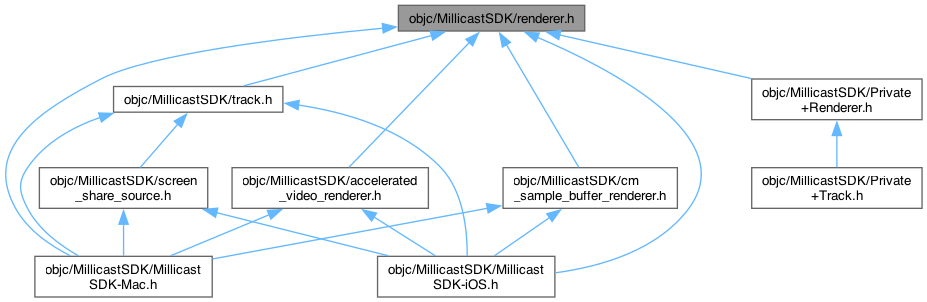 objc/MillicastSDK/renderer.h
objc/MillicastSDK/track.h
objc/MillicastSDK/Private
+Renderer.h
objc/MillicastSDK/screen
_share_source.h
objc/MillicastSDK/accelerated
_video_renderer.h
objc/MillicastSDK/cm
_sample_buffer_renderer.h
objc/MillicastSDK/Private
+Track.h
objc/MillicastSDK/Millicast
SDK-Mac.h
objc/MillicastSDK/Millicast
SDK-iOS.h